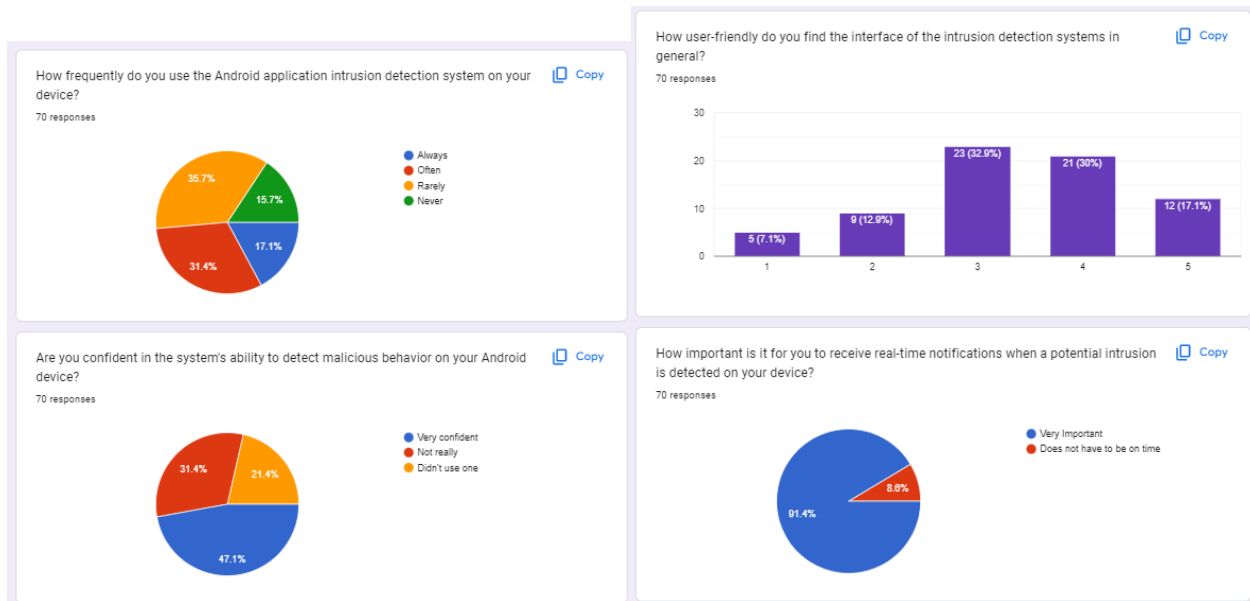 How frequently do you use the Android application intrusion detection system on your
device?
Copy
70 responses
35.7%
15.7%
31.4%
17.1%
Always
Often
Rarely
Never
How user-friendly do you find the interface of the intrusion detection systems in
general?
Copy
70 responses
30
20
10
0
5 (7.1%)
9 (12.9%)
23 (32.9%)
21 (30%)
12 (17.1%)
1
2
3
4
5
Are you confident in the system's ability to detect malicious behavior on your Android
device?
Copy
70 responses
31.4%
21.4%
47.1%
Very confident
Not really
Didn't use one
How important is it for you to receive real-time notifications when a potential intrusion
is detected on your device?
Copy
70 responses
8.6%
91.4%
Very Important
Does not have to be on time